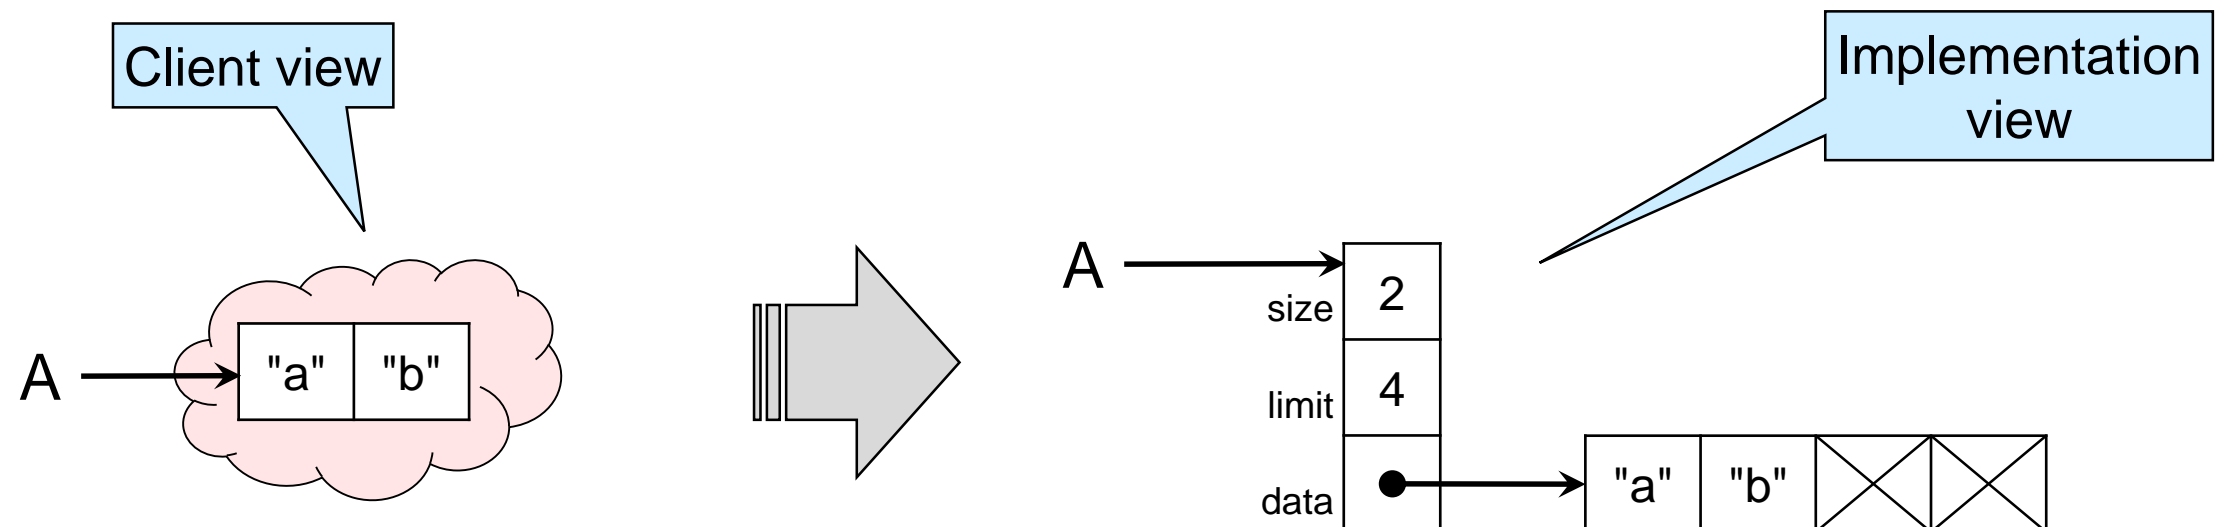 Client view
Implementation
view
A
"a" "b"
A
size 2
limit 4
data "a" "b"